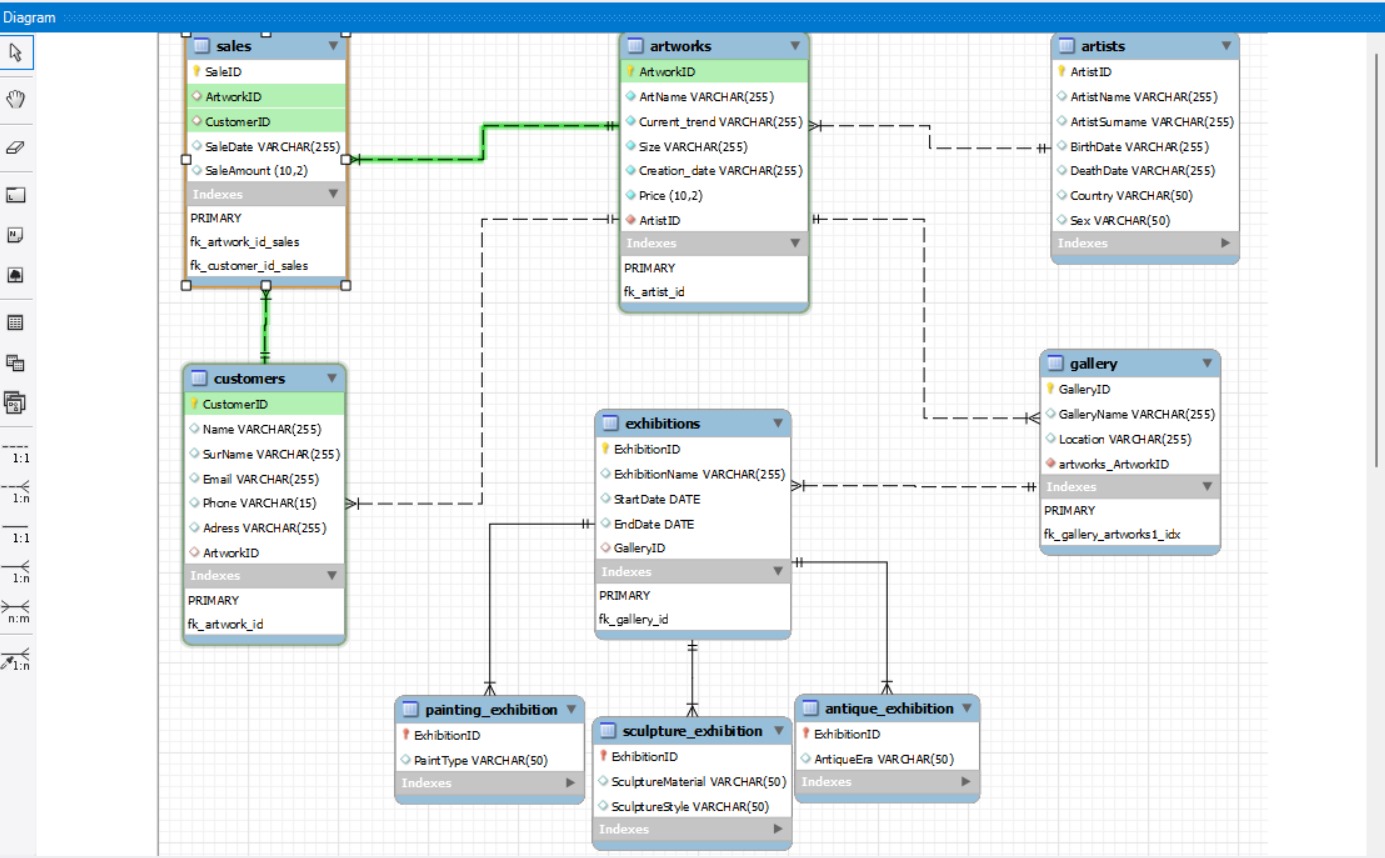 Diagram
sales
SaleID
ArtworkID
CustomerID
SaleDate VARCHAR(255)
SaleAmount (10,2)
Indexes
PRIMARY
fk_artwork_id_sales
fk_customer_id_sales
artworks
ArtworkID
ArtName VARCHAR(255)
Current_trend VARCHAR(255)
Size VARCHAR(255)
Creation_date VARCHAR(255)
Price (10,2)
ArtistID
Indexes
PRIMARY
fk_artist_id
artists
ArtistID
ArtistName VARCHAR(255)
ArtistSurname VARCHAR(255)
BirthDate VARCHAR(255)
DeathDate VARCHAR(255)
Country VARCHAR(50)
Sex VARCHAR(50)
Indexes
customers
CustomerID
Name VARCHAR(255)
SurName VARCHAR(255)
Email VARCHAR(255)
Phone VARCHAR(15)
Adress VARCHAR(255)
ArtworkID
Indexes
PRIMARY
fk_artwork_id
exhibitions
ExhibitionID
ExhibitionName VARCHAR(255)
StartDate DATE
EndDate DATE
GalleryID
Indexes
PRIMARY
fk_gallery_id
gallery
GalleryID
GalleryName VARCHAR(255)
Location VARCHAR(255)
artworks_ArtworkID
Indexes
PRIMARY
fk_gallery_artworks1_idx
painting_exhibition
ExhibitionID
PaintType VARCHAR(50)
Indexes
sculpture_exhibition
ExhibitionID
SculptureMaterial VARCHAR(50)
SculptureStyle VARCHAR(50)
Indexes
antique_exhibition
ExhibitionID
AntiqueEra VARCHAR(50)
Indexes
1:1
1:n
1:1
1:n
n:m
1:n